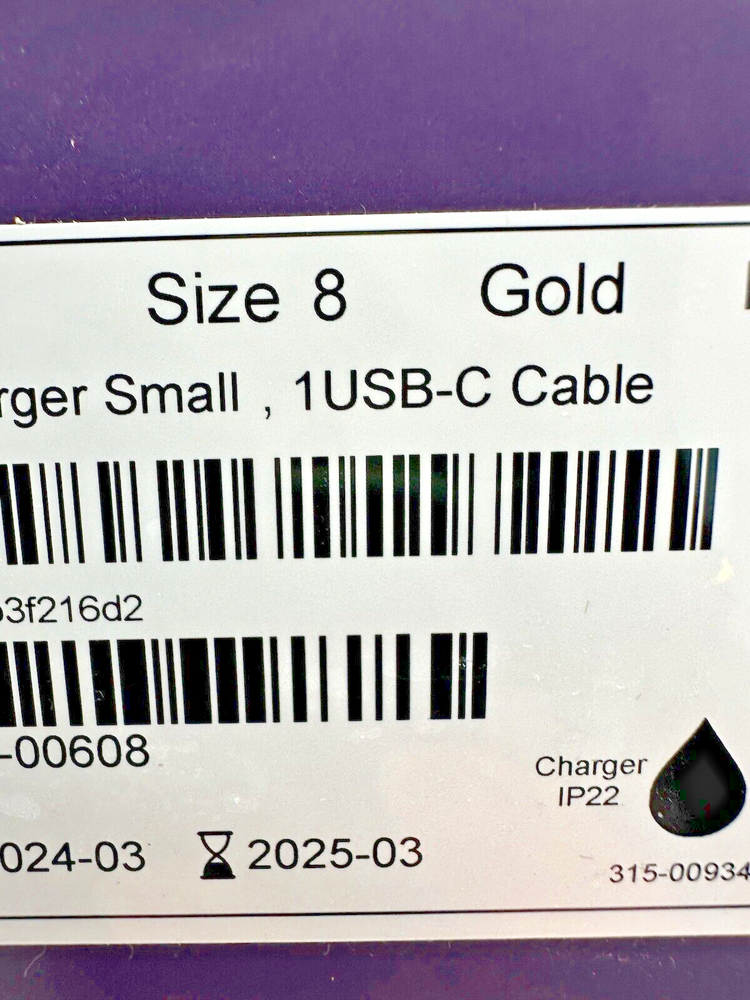 Size 8 Gold
rger Small , 1USB-C Cable
3f216d2
-00608
Charger
IP22
024-03 2025-03
315-00934